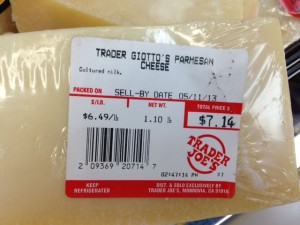 TRADER GIOTTO'S PARMESAN
CHEESE
Cultured milk.
PACKED ON
SELL-BY DATE 05/11/13
$/LB.
NET WT.
TOTAL PRICE $
$6.49/lb
1.10 lb
$7.14
TRADER
JOE'S
2 09369 20714 7
KEEP
REFRIGERATED
DIST. & SOLD EXCLUSIVELY BY
TRADER JOE'S, MONROVIA, CA 91016